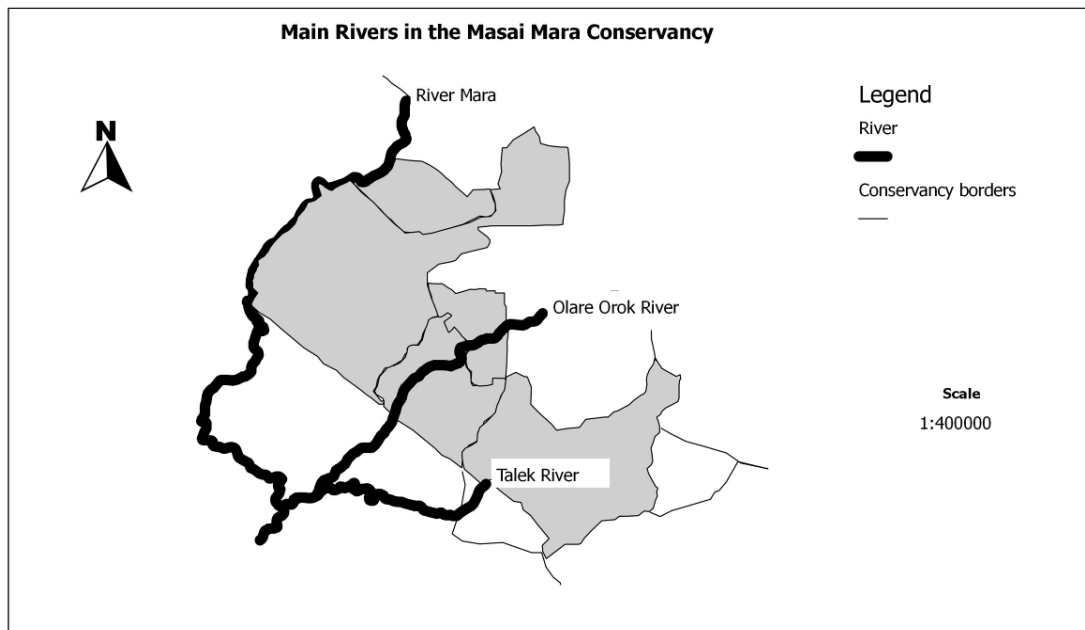 Main Rivers in the Masai Mara Conservancy
River Mara
N
Legend
River
Conservancy borders
Olare Orok River
Scale
1:400000
Talek River